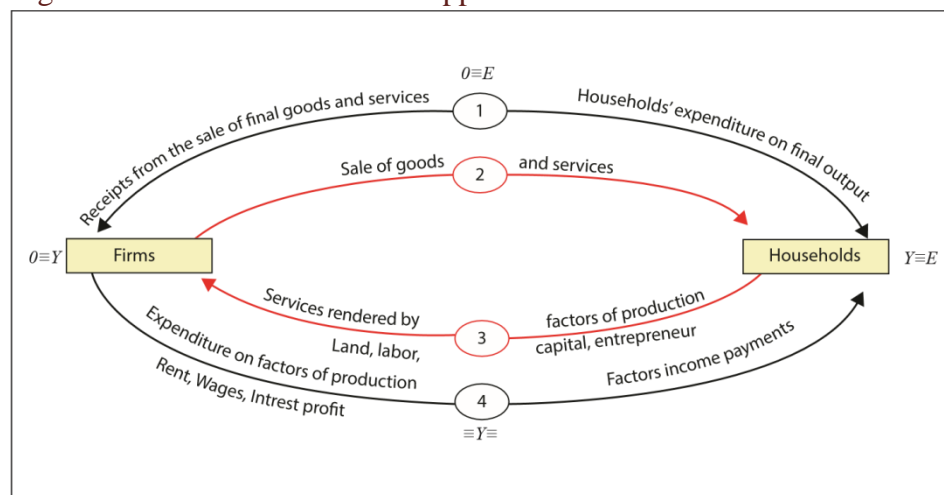 0≡E
1
Receipts from the sale of final goods and services
Households' expenditure on final output
Sale of goods
2
and services
0≡Y
Firms
Households
Y≡E
Services rendered by
3
factors of production
Land, labor,
capital, entrepreneur
Expenditure on factors of production
Factors income payments
Rent, Wages, Intrest profit
4
≡Y≡